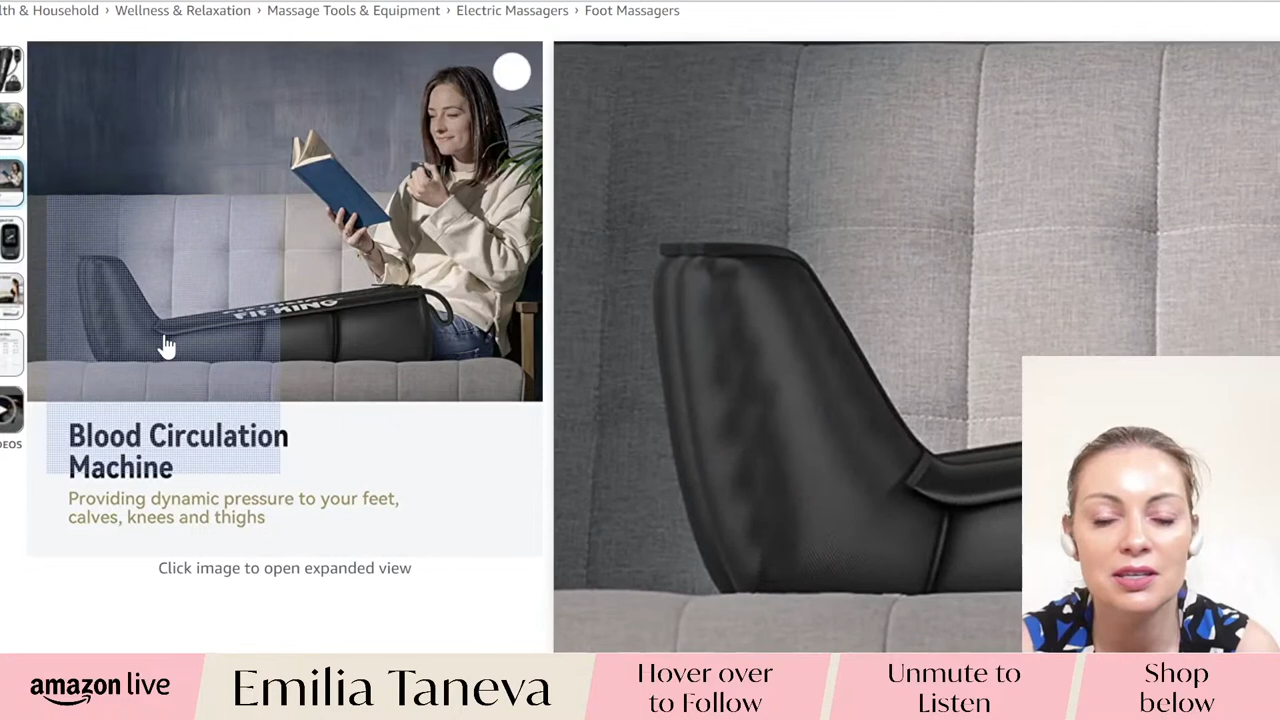 lth & Household › Wellness & Relaxation › Massage Tools & Equipment › Electric Massagers › Foot Massagers
Blood Circulation
Machine
Providing dynamic pressure to your feet,
calves, knees and thighs
Click image to open expanded view
DEOS
amazon live
Emilia Taneva
Hover over
to Follow
Unmute to
Listen
Shop
below